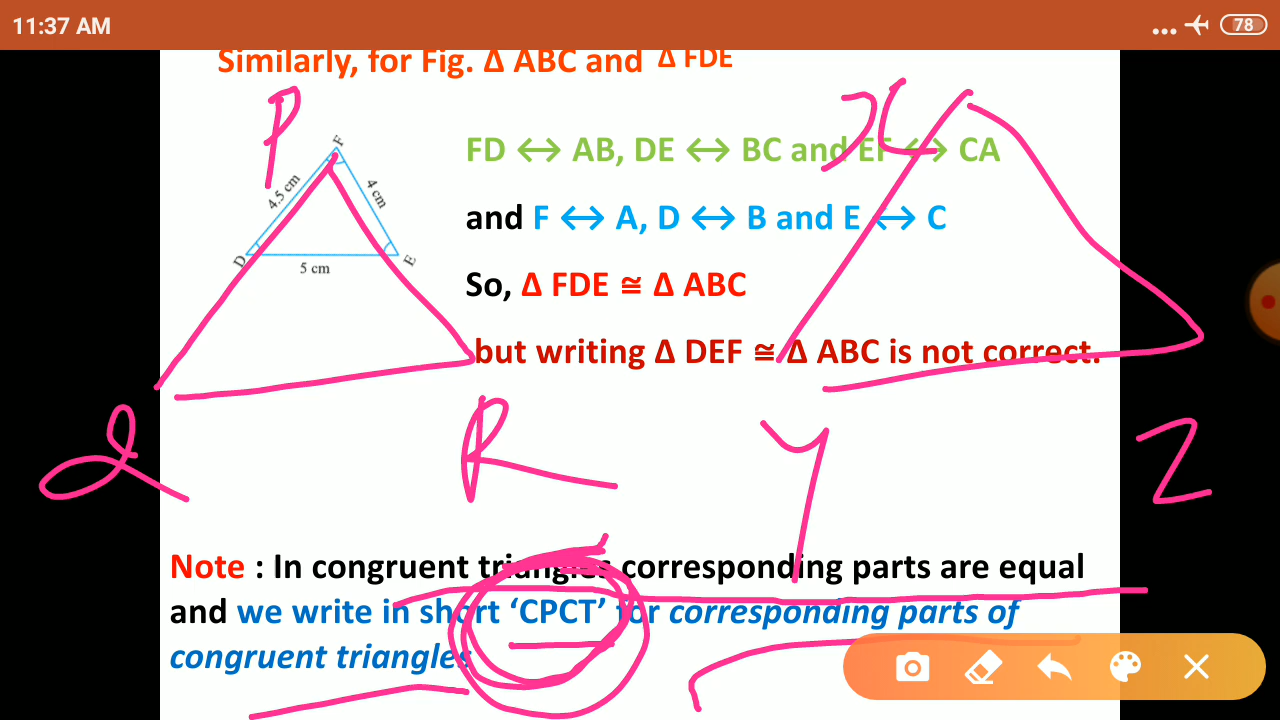 11:37 AM
78
Similarly, for Fig. Δ ABC and Δ FDE
P
X
F
4.5 cm
4 cm
D
E
5 cm
FD ↔ AB, DE ↔ BC and EF ↔ CA
and F ↔ A, D ↔ B and E ↔ C
So, Δ FDE ≅ Δ ABC
but writing Δ DEF ≅ Δ ABC is not correct.
Q
R
Y
Z
Note : In congruent triangles corresponding parts are equal
and we write in short ‘CPCT’ for corresponding parts of
congruent triangles